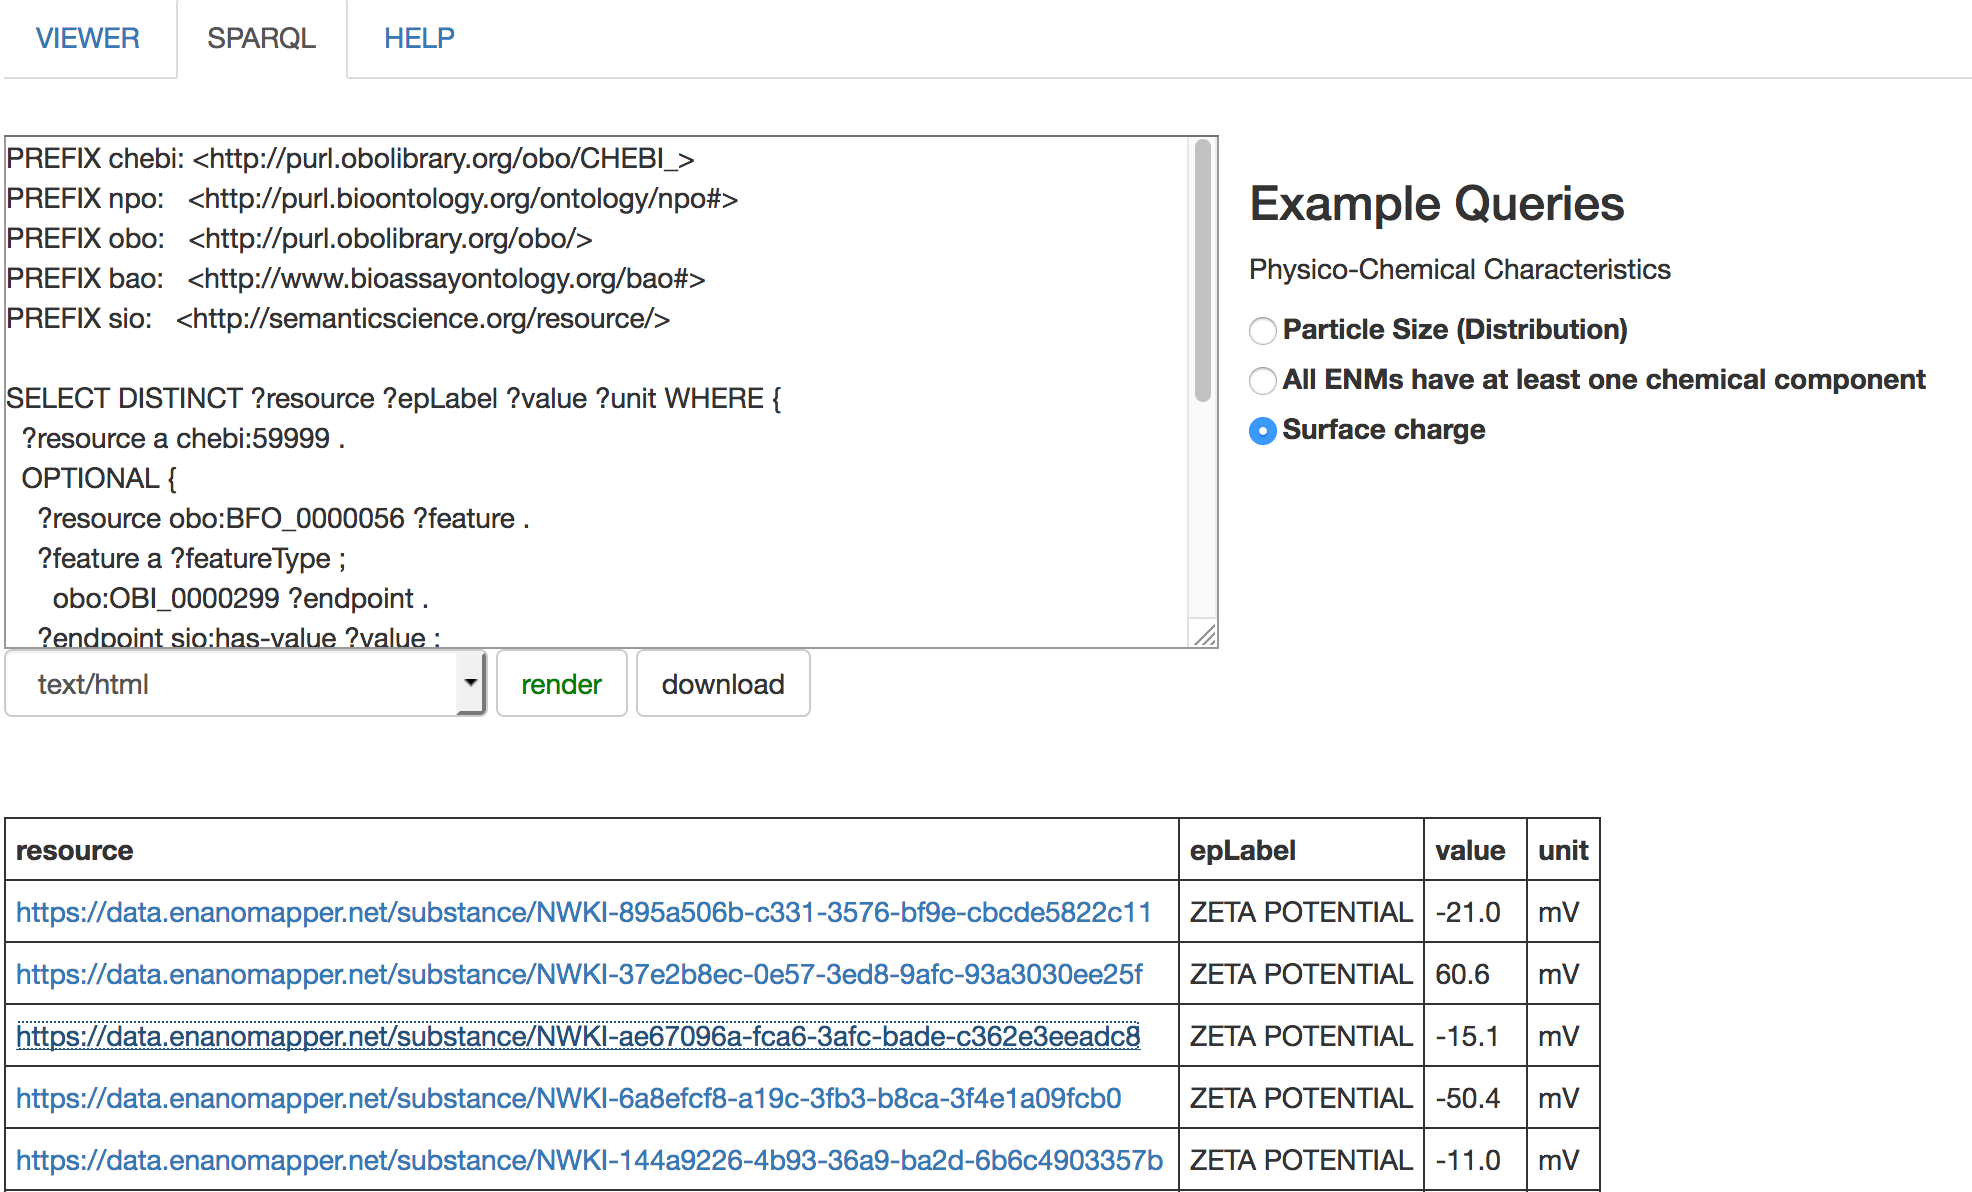 VIEWER SPARQL HELP
PREFIX chebi: <http://purl.obolibrary.org/obo/CHEBI_>
PREFIX npo: <http://purl.bioontology.org/ontology/npo#>
PREFIX obo: <http://purl.obolibrary.org/obo/>
PREFIX bao: <http://www.bioassayontology.org/bao#>
PREFIX sio: <http://semanticscience.org/resource/>
SELECT DISTINCT ?resource ?epLabel ?value ?unit WHERE {
?resource a chebi:59999 .
OPTIONAL {
?resource obo:BFO_0000056 ?feature .
?feature a ?featureType ;
obo:OBI_0000299 ?endpoint .
?endpoint sio:has-value ?value ;
Example Queries
Physico-Chemical Characteristics
Particle Size (Distribution)
All ENMs have at least one chemical component
Surface charge
text/html render download
resource epLabel value unit
https://data.enanomapper.net/substance/NWKI-895a506b-c331-3576-bf9e-cbcde5822c11 ZETA POTENTIAL -21.0 mV
https://data.enanomapper.net/substance/NWKI-37e2b8ec-0e57-3ed8-9afc-93a3030ee25f ZETA POTENTIAL 60.6 mV
https://data.enanomapper.net/substance/NWKI-ae67096a-fca6-3afc-bade-c362e3eeadc8 ZETA POTENTIAL -15.1 mV
https://data.enanomapper.net/substance/NWKI-6a8efcf8-a19c-3fb3-b8ca-3f4e1a09fcb0 ZETA POTENTIAL -50.4 mV
https://data.enanomapper.net/substance/NWKI-144a9226-4b93-36a9-ba2d-6b6c4903357b ZETA POTENTIAL -11.0 mV